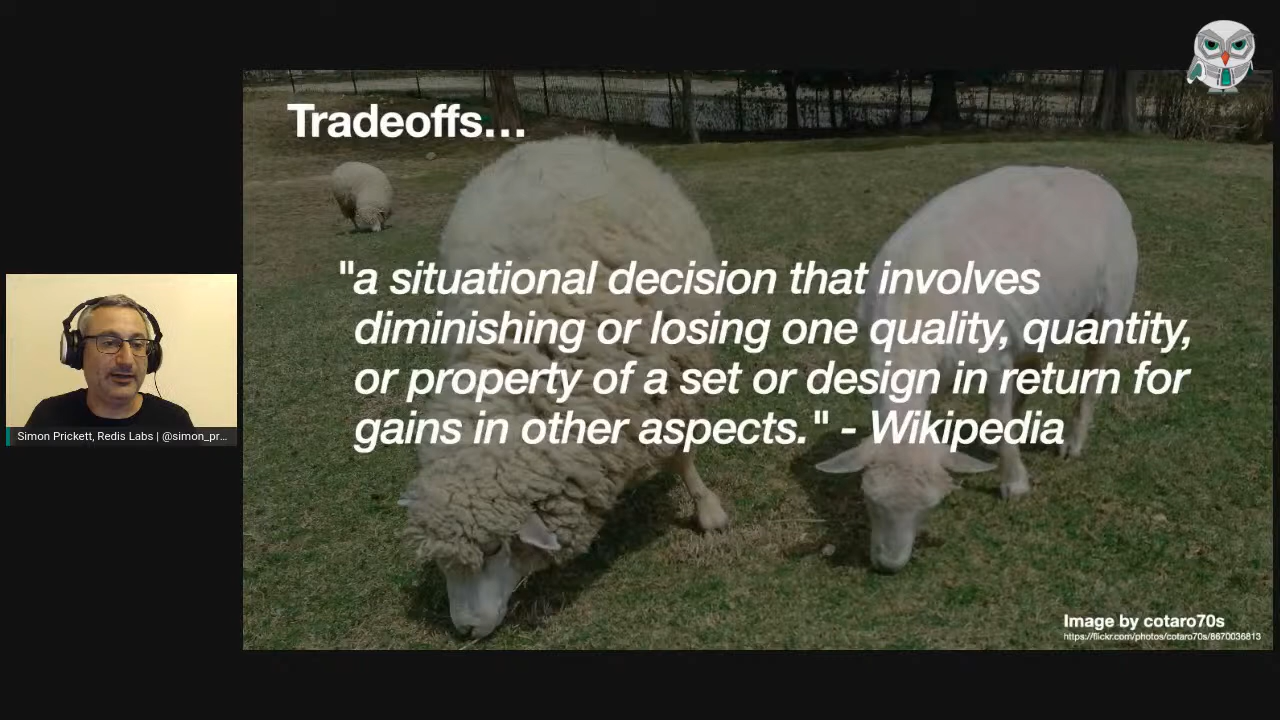 Tradeoffs...
"a situational decision that involves
diminishing or losing one quality, quantity,
or property of a set or design in return for
gains in other aspects." - Wikipedia
Simon Prickett, Redis Labs | @simon_pr...
Image by cotaro70s
https://flickr.com/photos/cotaro70s/8670036813